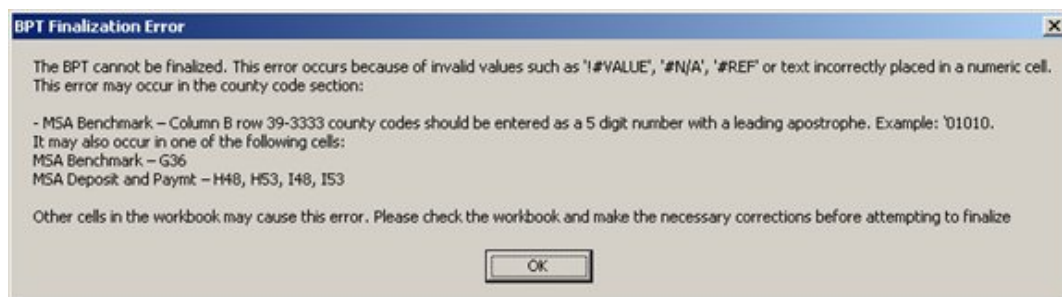 BPT Finalization Error
The BPT cannot be finalized. This error occurs because of invalid values such as '!#VALUE', '#N/A', '#REF' or text incorrectly placed in a numeric cell.
This error may occur in the county code section:
- MSA Benchmark – Column B row 39-3333 county codes should be entered as a 5 digit number with a leading apostrophe. Example: '01010.
It may also occur in one of the following cells:
MSA Benchmark – G36
MSA Deposit and Paymt – H48, H53, I48, I53
Other cells in the workbook may cause this error. Please check the workbook and make the necessary corrections before attempting to finalize
OK